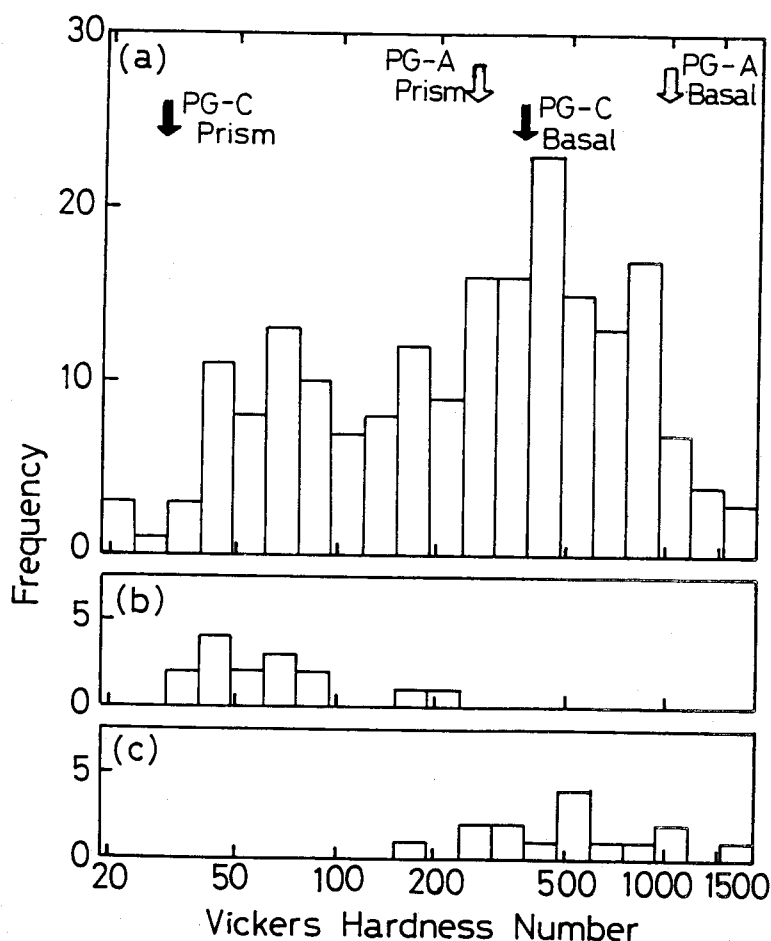 30
(a)
PG-A
Prism
PG-A
Basal
PG-C
Prism
PG-C
Basal
20
10
0
Frequency
(b)
5
0
(c)
5
0
20 50 100 200 500 1000 1500
Vickers Hardness Number